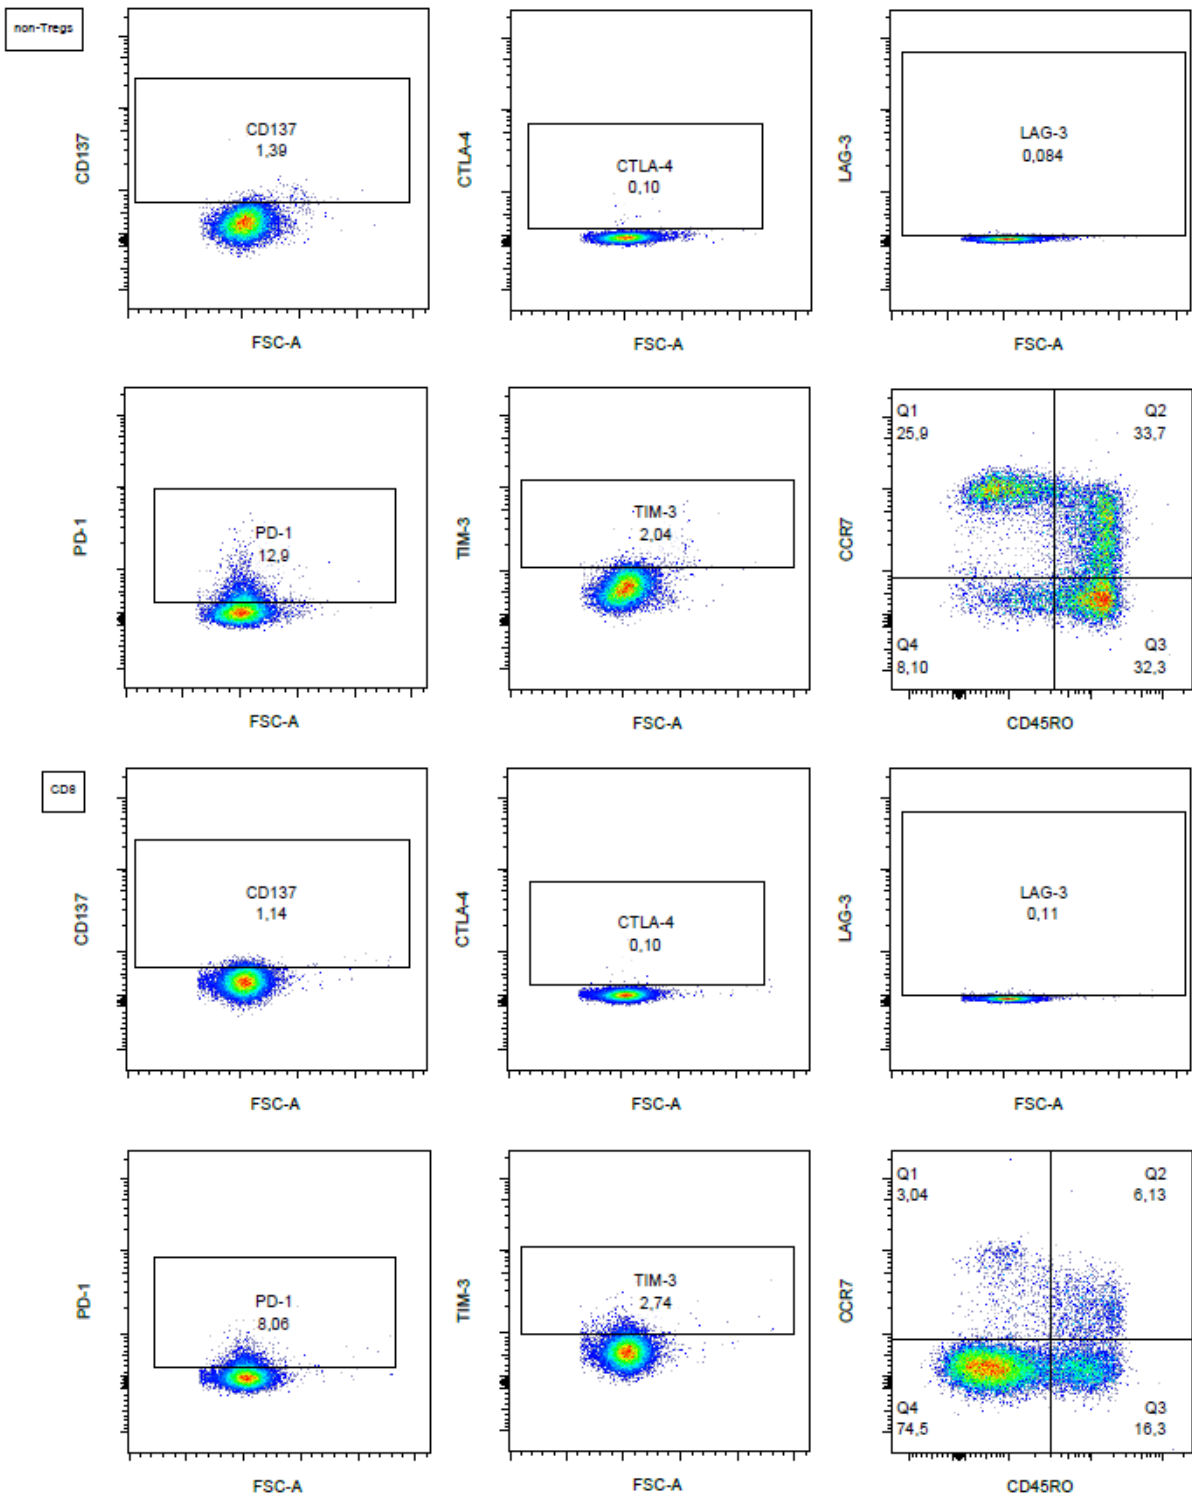 non-Tregs
CD137
CD137
1,39
FSC-A
CTLA-4
CTLA-4
0,10
FSC-A
LAG-3
LAG-3
0,084
FSC-A
PD-1
PD-1
12,9
FSC-A
TIM-3
TIM-3
2,04
FSC-A
CCR7
Q1
25,9
Q2
33,7
Q4
8,10
Q3
32,3
CD45RO
CD8
CD137
CD137
1,14
FSC-A
CTLA-4
CTLA-4
0,10
FSC-A
LAG-3
LAG-3
0,11
FSC-A
PD-1
PD-1
8,06
FSC-A
TIM-3
TIM-3
2,74
FSC-A
CCR7
Q1
3,04
Q2
6,13
Q4
74,5
Q3
16,3
CD45RO